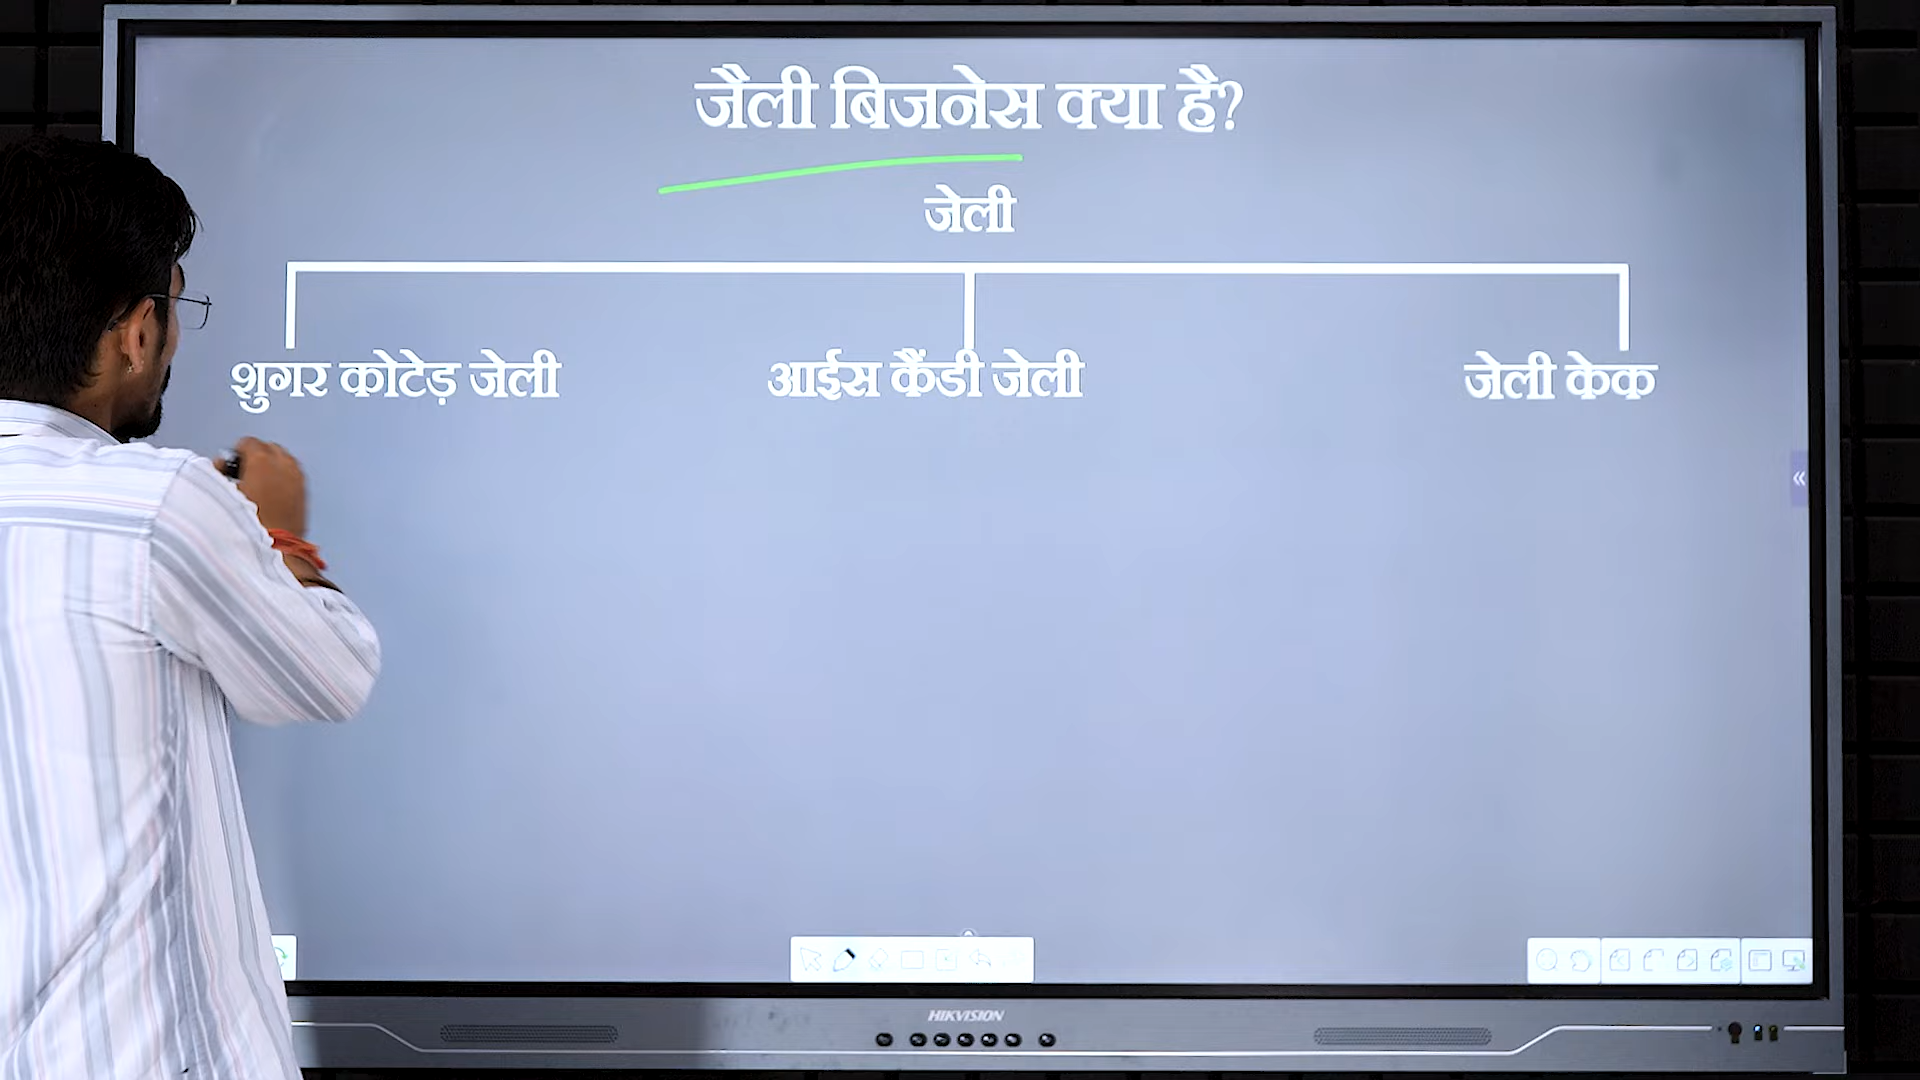 जैली बिजनेस क्या है?
जेली
शुगर कोटेड़ जेली
आईस कैंडी जेली
जेली केक
HIKVISION